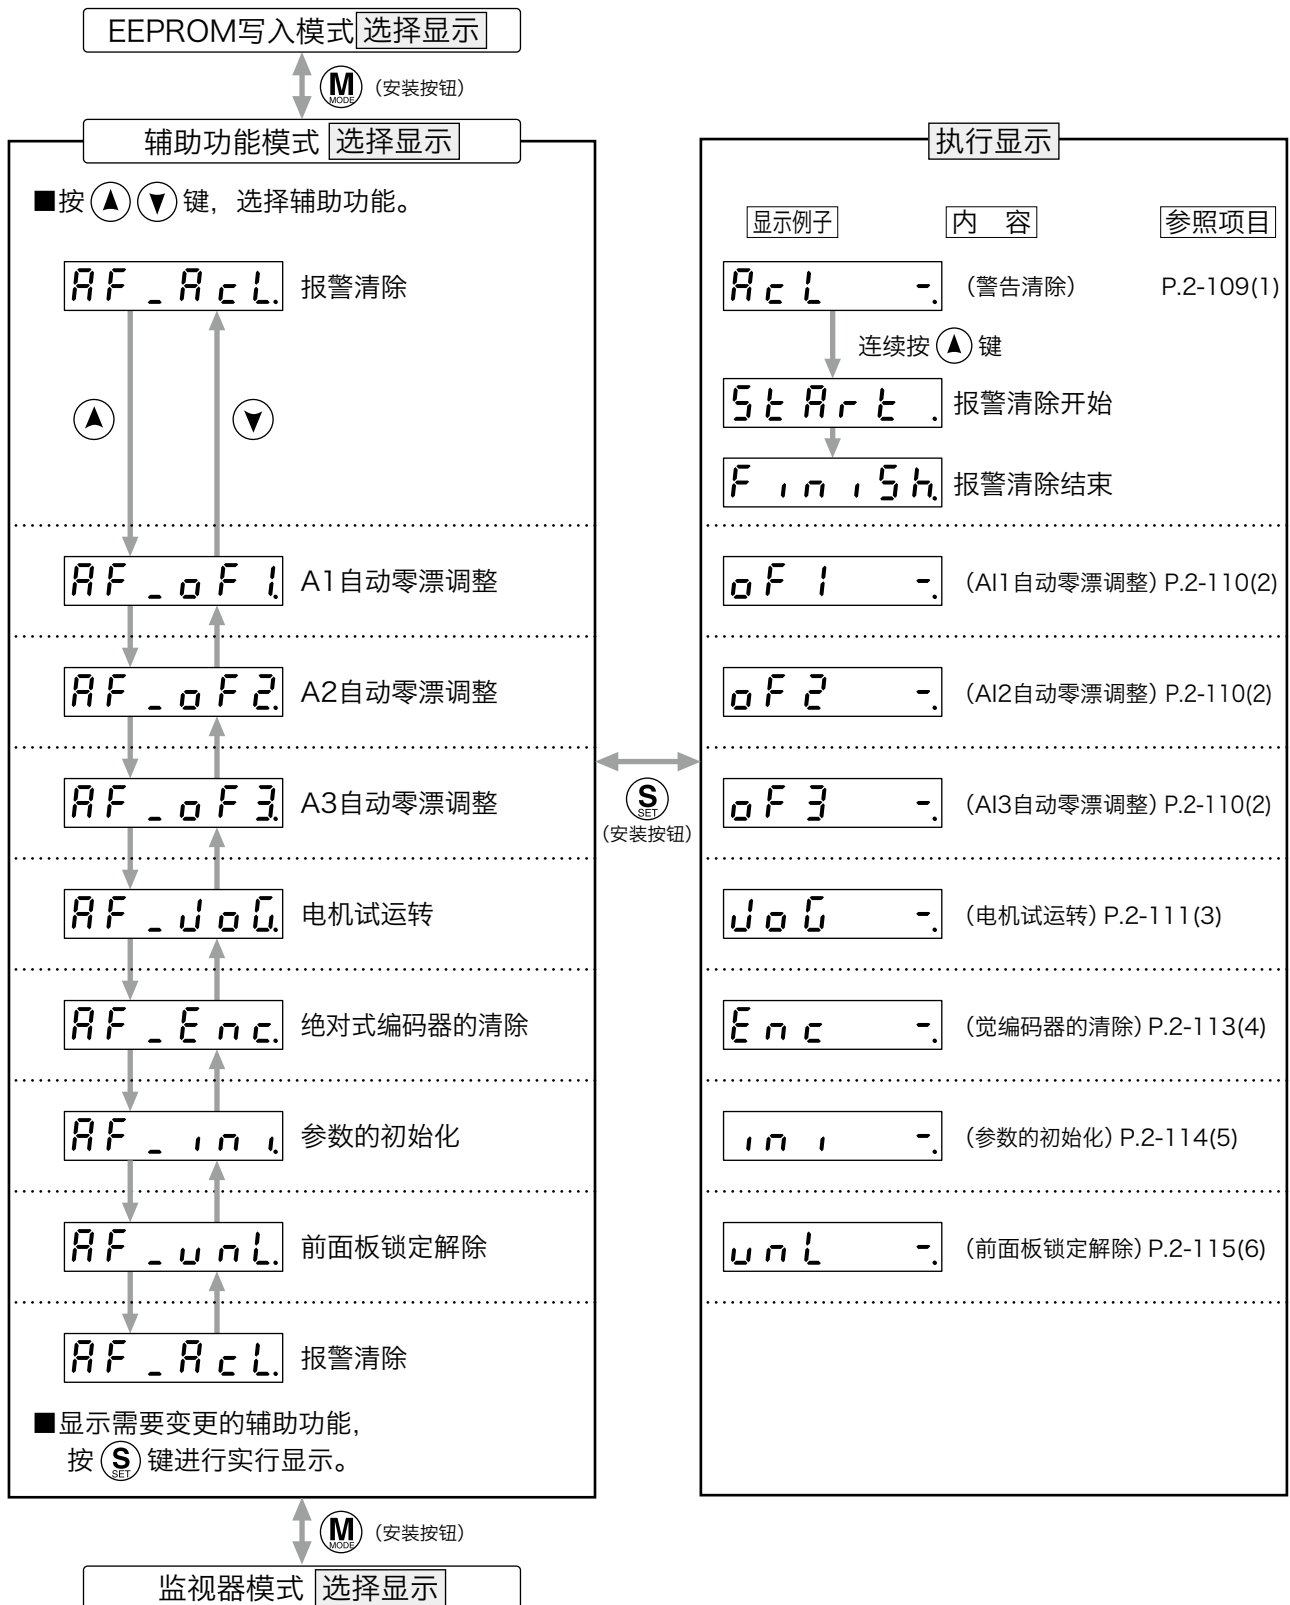 EEPROM写入模式 选择显示
M MODE （安装按钮）
辅助功能模式 选择显示
■按 键，选择辅助功能。
AF_AcL. 报警清除
AF_oF1. A1自动零漂调整
AF_oF2. A2自动零漂调整
AF_oF3. A3自动零漂调整
AF_JoG. 电机试运转
AF_Enc. 绝对式编码器的清除
AF_ini. 参数的初始化
AF_unL. 前面板锁定解除
AF_AcL. 报警清除
■显示需要变更的辅助功能，
按 S SET 键进行实行显示。
S SET
（安装按钮）
执行显示
显示例子 内 容 参照项目
AcL -. （警告清除） P.2-109(1)
连续按 键
StArt . 报警清除开始
FiniSh. 报警清除结束
oF1 -. （AI1自动零漂调整）P.2-110(2)
oF2 -. （AI2自动零漂调整）P.2-110(2)
oF3 -. （AI3自动零漂调整）P.2-110(2)
JoG -. （电机试运转）P.2-111(3)
Enc -. （觉编码器的清除）P.2-113(4)
ini -. （参数的初始化）P.2-114(5)
unL -. （前面板锁定解除）P.2-115(6)
M MODE （安装按钮）
监视器模式 选择显示